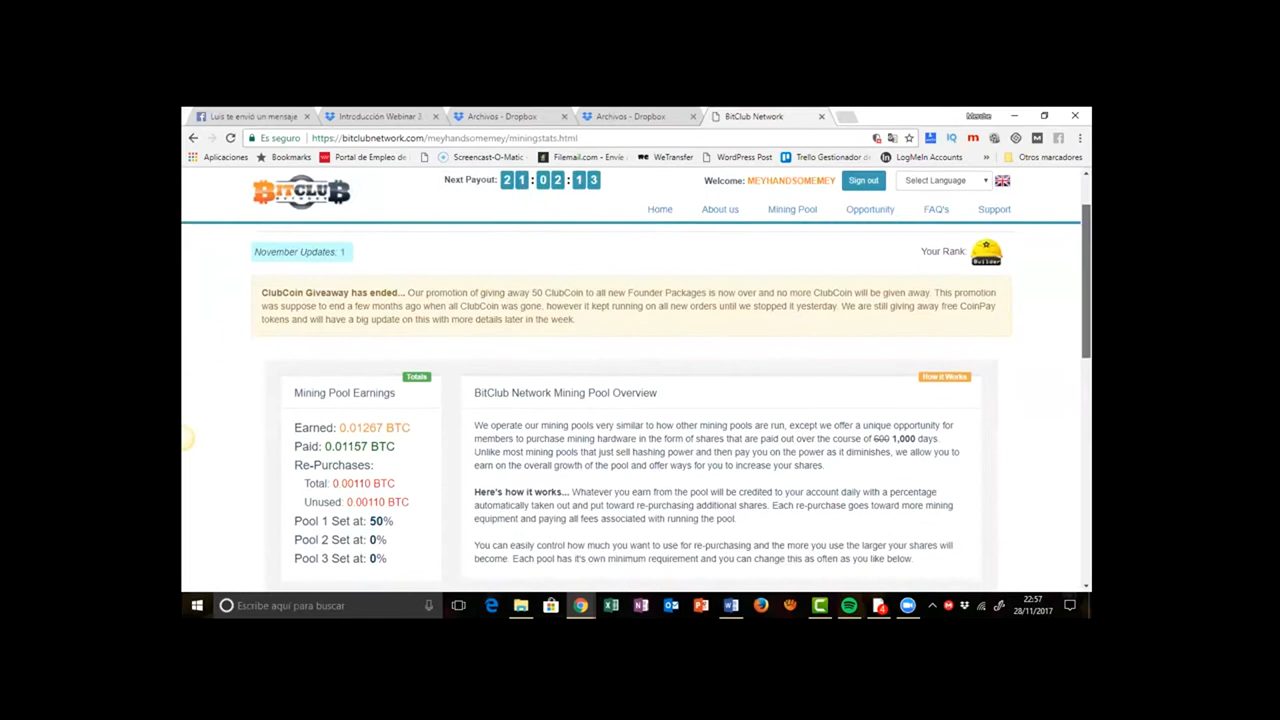 Luis te envió un mensaje
Introducción Webinar 3
Archivos - Dropbox
Archivos - Dropbox
BitClub Network
Es seguro
https://bitclubnetwork.com/meyhandsomemey/miningstats.html
Aplicaciones
Bookmarks
Portal de Empleo de
Screencast-O-Matic -
Filemail.com - Envíe
WeTransfer
WordPress Post
Trello Gestionador de
LogMeIn Accounts
Otros marcadores
BITCLUB
NETWORK
Next Payout: 21:02:13
Welcome: MEYHANDSOMEMEY
Sign out
Select Language
Home
About us
Mining Pool
Opportunity
FAQ's
Support
November Updates: 1
Your Rank:
Builder
ClubCoin Giveaway has ended... Our promotion of giving away 50 ClubCoin to all new Founder Packages is now over and no more ClubCoin will be given away. This promotion
was suppose to end a few months ago when all ClubCoin was gone, however it kept running on all new orders until we stopped it yesterday. We are still giving away free CoinPay
tokens and will have a big update on this with more details later in the week.
Totals
Mining Pool Earnings
Earned: 0.01267 BTC
Paid: 0.01157 BTC
Re-Purchases:
Total: 0.00110 BTC
Unused: 0.00110 BTC
Pool 1 Set at: 50%
Pool 2 Set at: 0%
Pool 3 Set at: 0%
How it Works
BitClub Network Mining Pool Overview
We operate our mining pools very similar to how other mining pools are run, except we offer a unique opportunity for
members to purchase mining hardware in the form of shares that are paid out over the course of 600 1,000 days.
Unlike most mining pools that just sell hashing power and then pay you on the power as it diminishes, we allow you to
earn on the overall growth of the pool and offer ways for you to increase your shares.
Here's how it works... Whatever you earn from the pool will be credited to your account daily with a percentage
automatically taken out and put toward re-purchasing additional shares. Each re-purchase goes toward more mining
equipment and paying all fees associated with running the pool.
You can easily control how much you want to use for re-purchasing and the more you use the larger your shares will
become. Each pool has it's own minimum requirement and you can change this as often as you like below.
Escribe aquí para buscar
22:57
28/11/2017